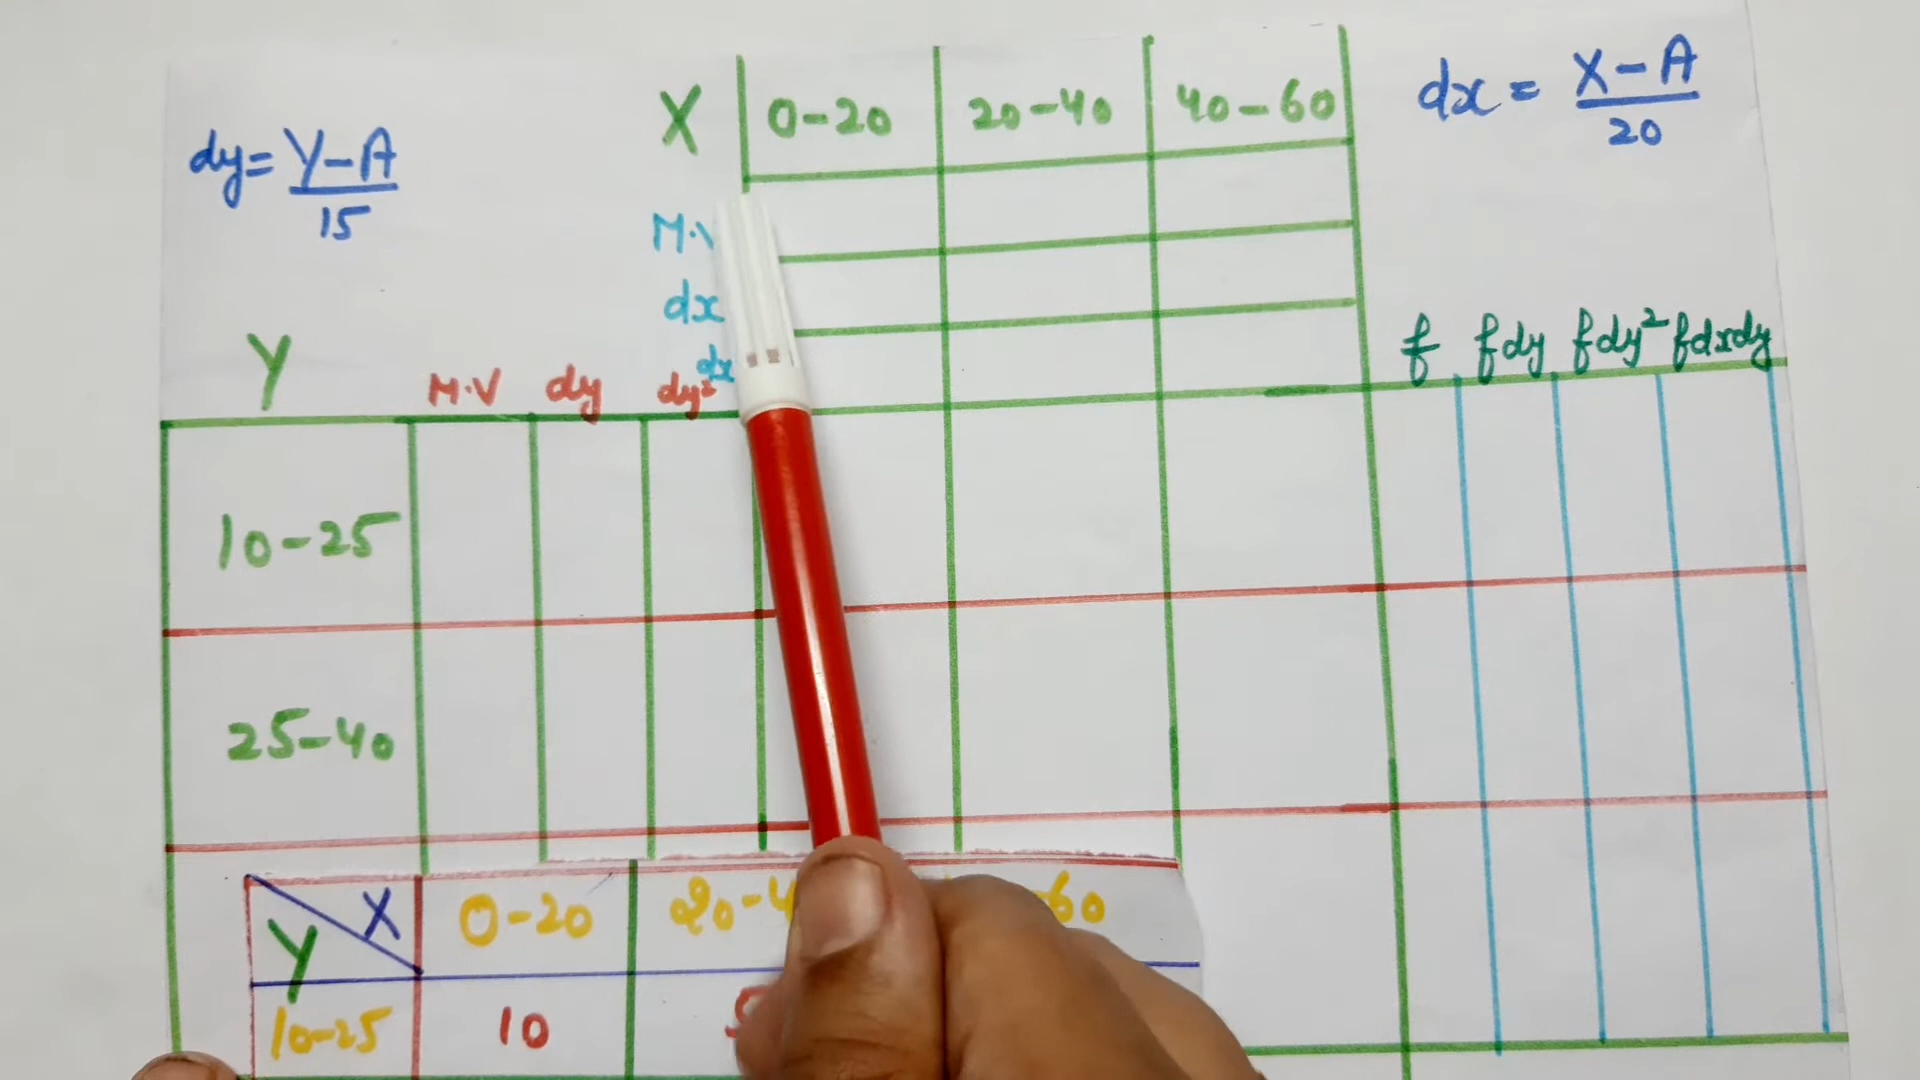 X 0-20 20-40 40-60
dx = X-A
20
dy = Y-A
15
M.V
dx
Y M.V dy dy² dx f fdy fdy² fdxdy
10-25
25-40
X 0-20
Y
10-25 10